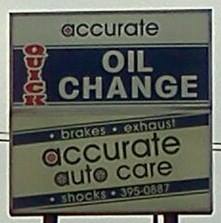 accurate
QUICK
OIL
CHANGE
• brakes • exhaust
accurate
auto care
• shocks • 395-0887